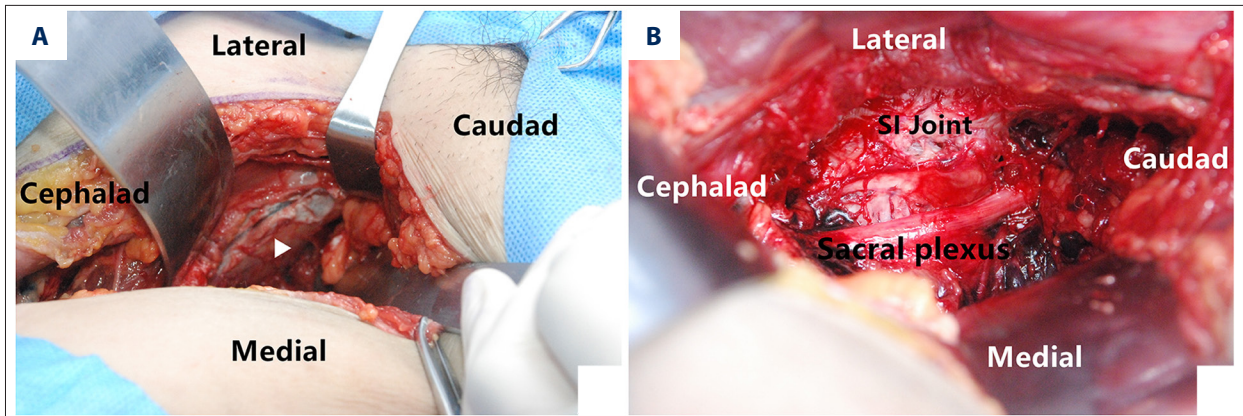 A
Lateral
Caudad
Cephalad
Medial
B
Lateral
SI Joint
Caudad
Cephalad
Sacral plexus
Medial